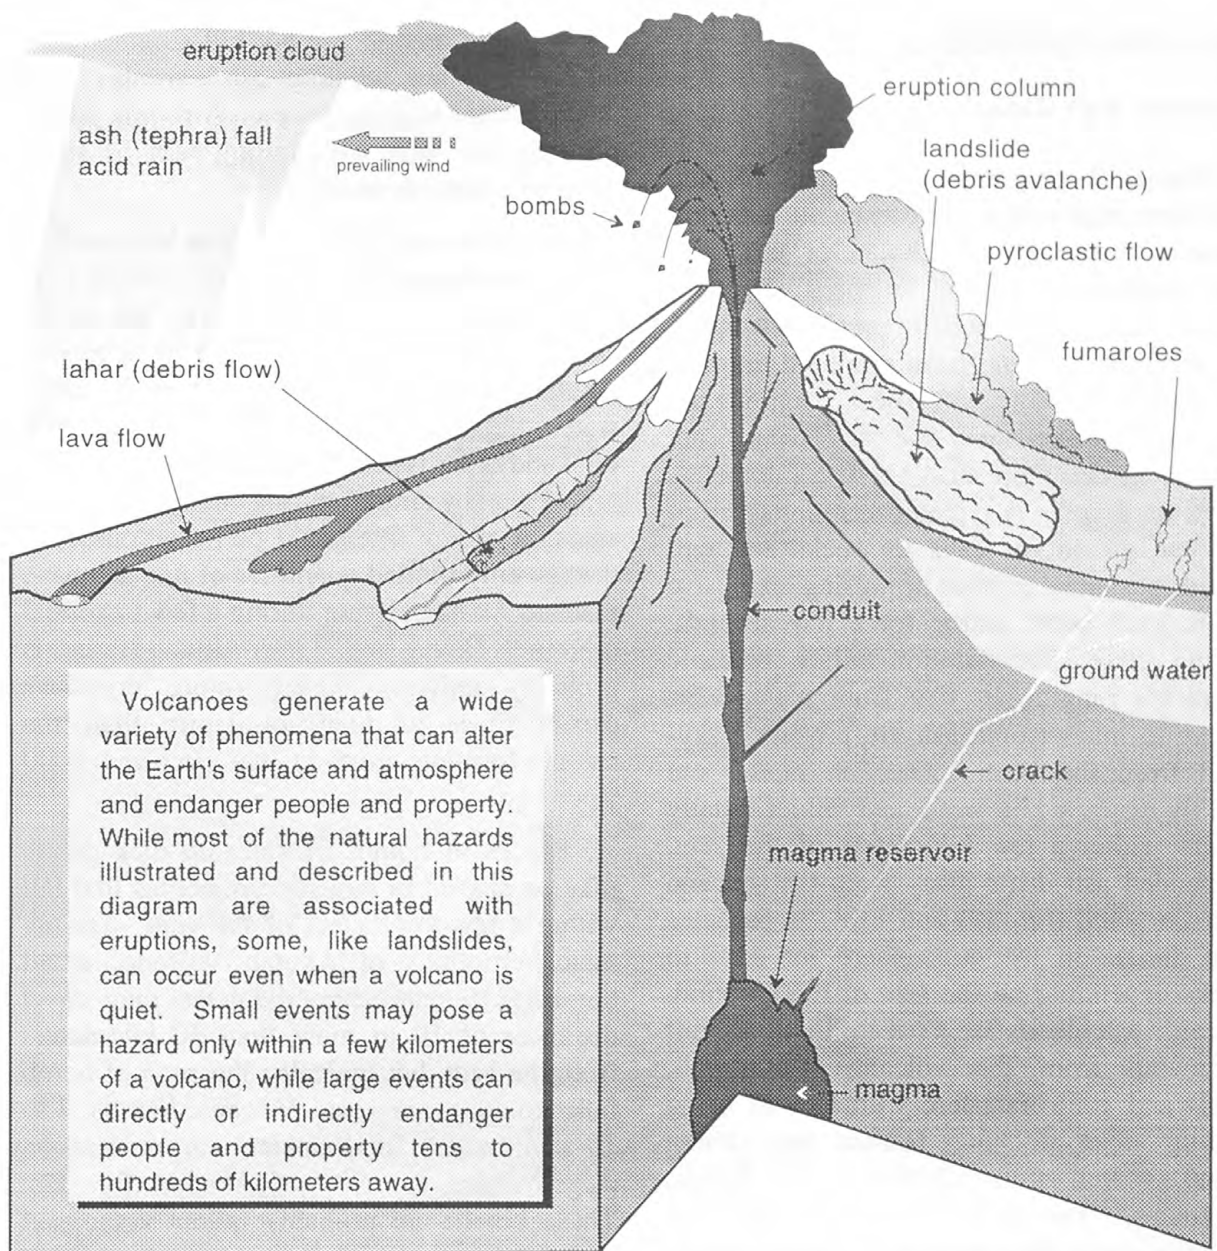 eruption cloud
eruption column
ash (tephra) fall
acid rain
prevailing wind
landslide
(debris avalanche)
bombs
pyroclastic flow
fumaroles
lahar (debris flow)
lava flow
conduit
ground water
crack
magma reservoir
magma
Volcanoes generate a wide
variety of phenomena that can alter
the Earth's surface and atmosphere
and endanger people and property.
While most of the natural hazards
illustrated and described in this
diagram are associated with
eruptions, some, like landslides,
can occur even when a volcano is
quiet. Small events may pose a
hazard only within a few kilometers
of a volcano, while large events can
directly or indirectly endanger
people and property tens to
hundreds of kilometers away.